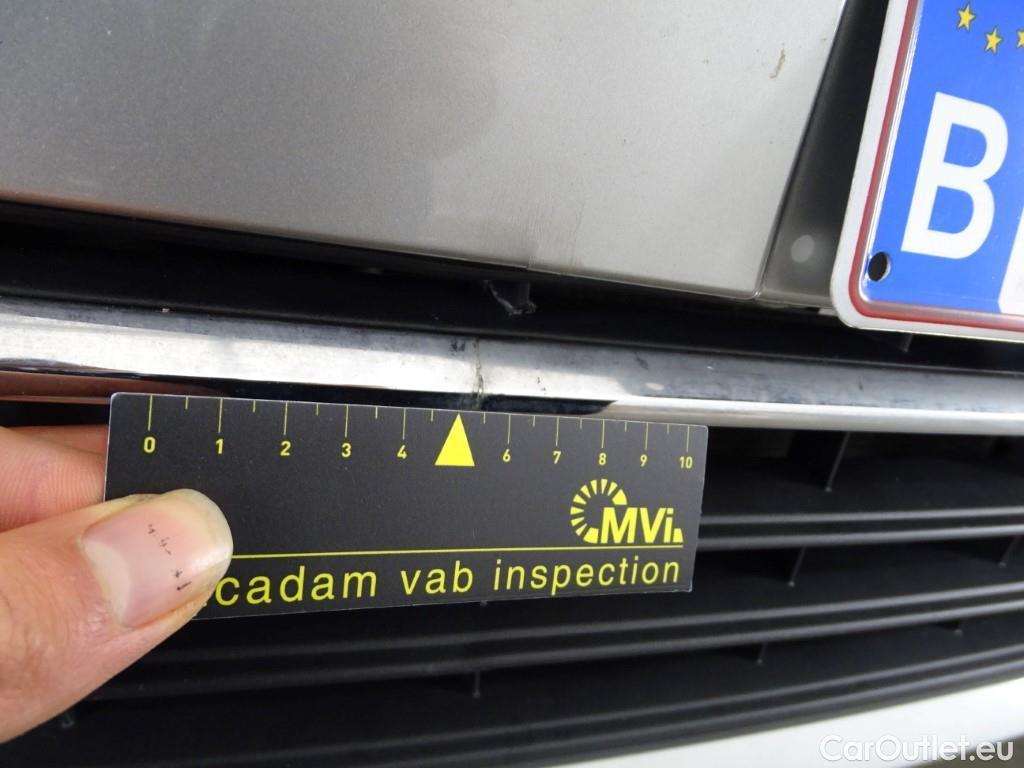 B
0 1 2 3 4 6 7 8 9 10
MVi
cadam vab inspection
CarOutlet.eu